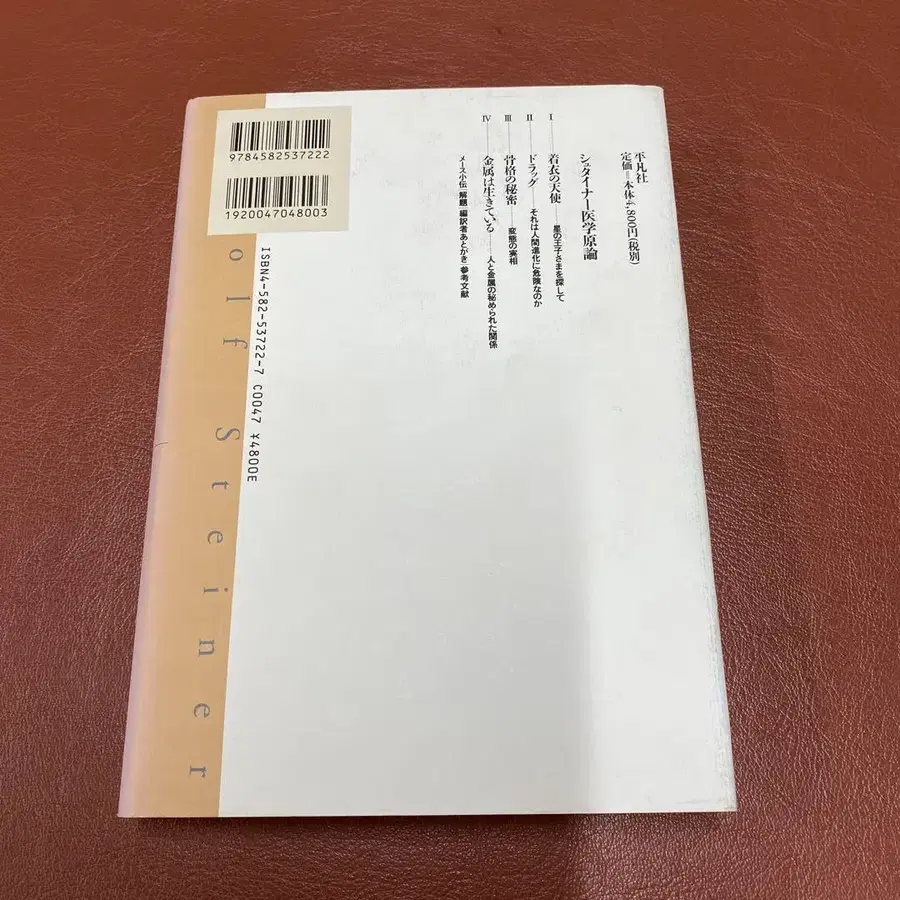 平凡社
定価=本体4,800円(税別)
シュタイナー医学原論
I——着衣の天使——星の王子さまを探して
II——ドラッグ——それは人間進化に危険なのか
III——骨格の秘密——変態の実相
IV——金属は生きている——人と金属の秘められた関係
メース小伝/解題/編訳者あとがき/参考文献
9784582537222
1920047048003
ISBN4-582-53722-7 C0047 ¥4800E
olf Steiner